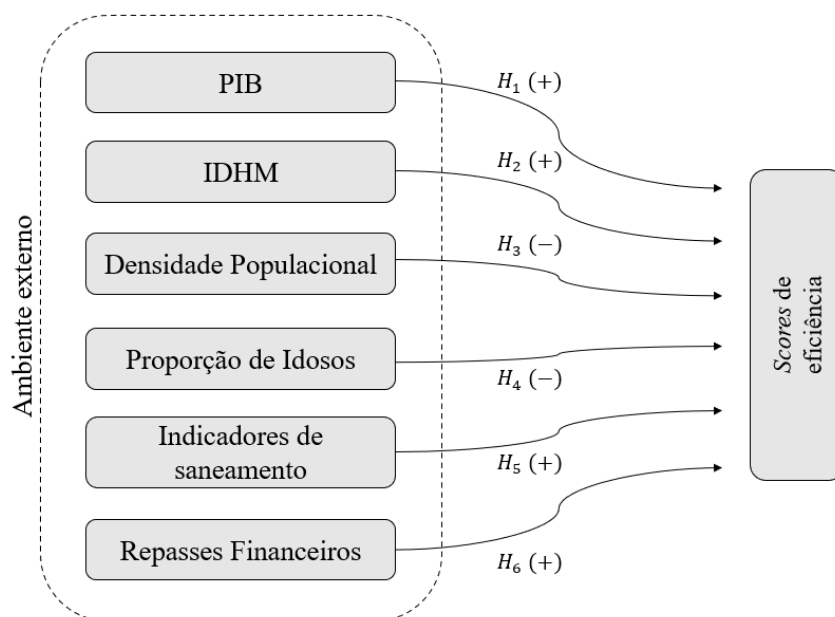 Ambiente externo
PIB
IDHM
Densidade Populacional
Proporção de Idosos
Indicadores de
saneamento
Repasses Financeiros
H₁ (+)
H₂ (+)
H₃ (−)
H₄ (−)
H₅ (+)
H₆ (+)
Scores de
eficiência